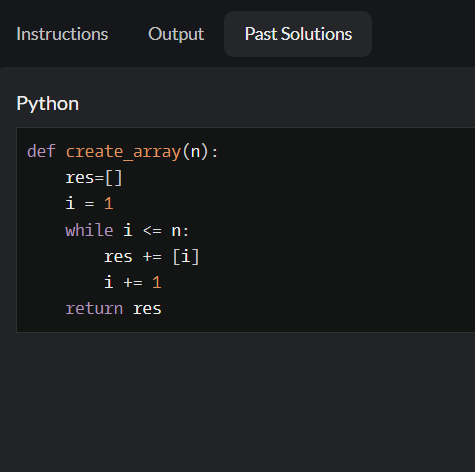 Instructions Output Past Solutions
Python
def create_array(n):
    res=[]
    i = 1
    while i <= n:
        res += [i]
        i += 1
    return res